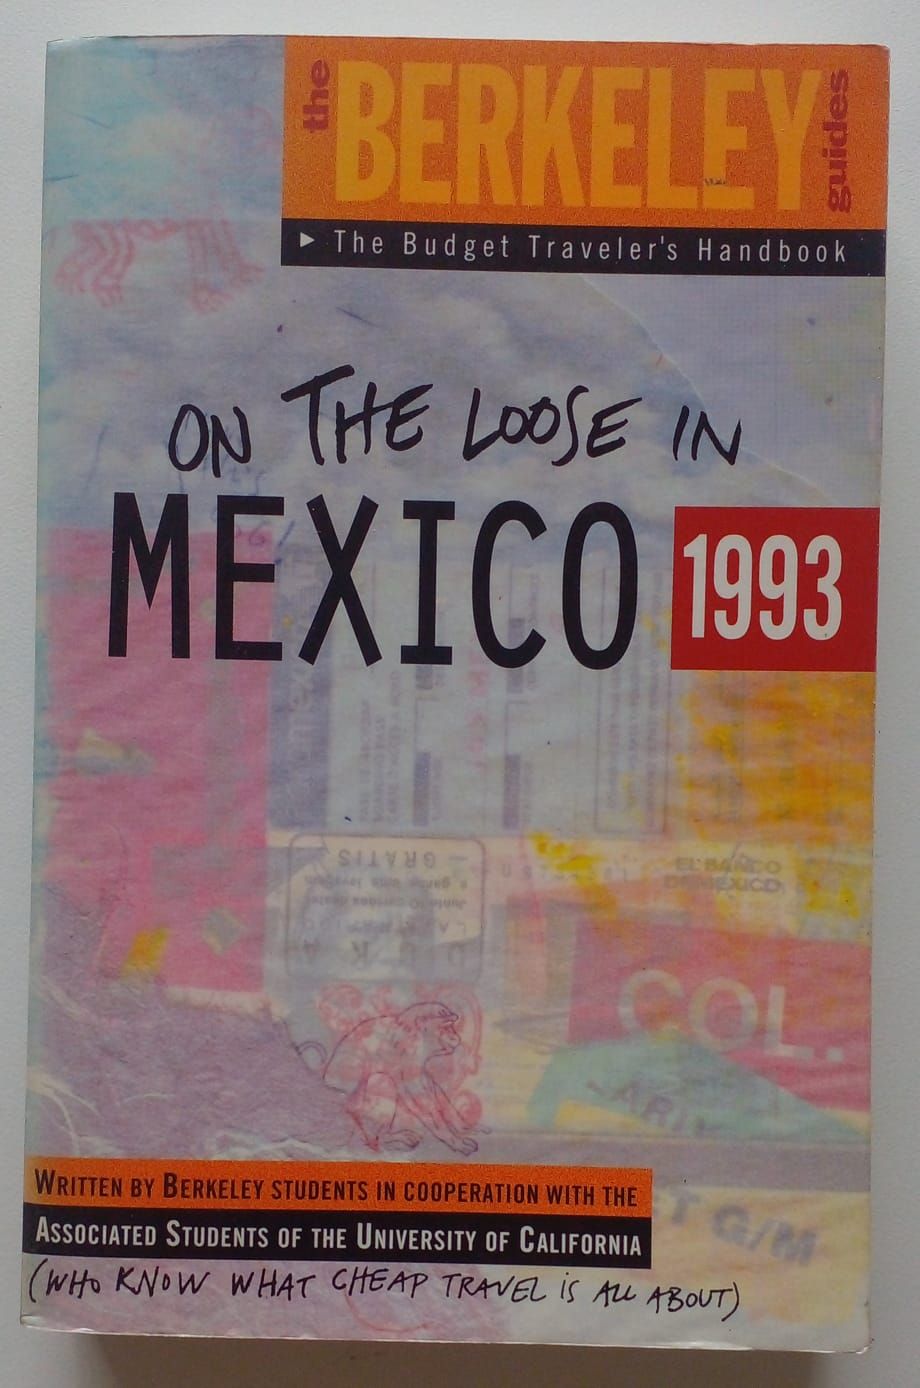 the BERKELEY guides
The Budget Traveler's Handbook
ON THE LOOSE IN
MEXICO 1993
GRATIS
EL BANCO
DE MEXICO
COL.
WRITTEN BY BERKELEY STUDENTS IN COOPERATION WITH THE
ASSOCIATED STUDENTS OF THE UNIVERSITY OF CALIFORNIA
(WHO KNOW WHAT CHEAP TRAVEL iS ALL ABOUT)